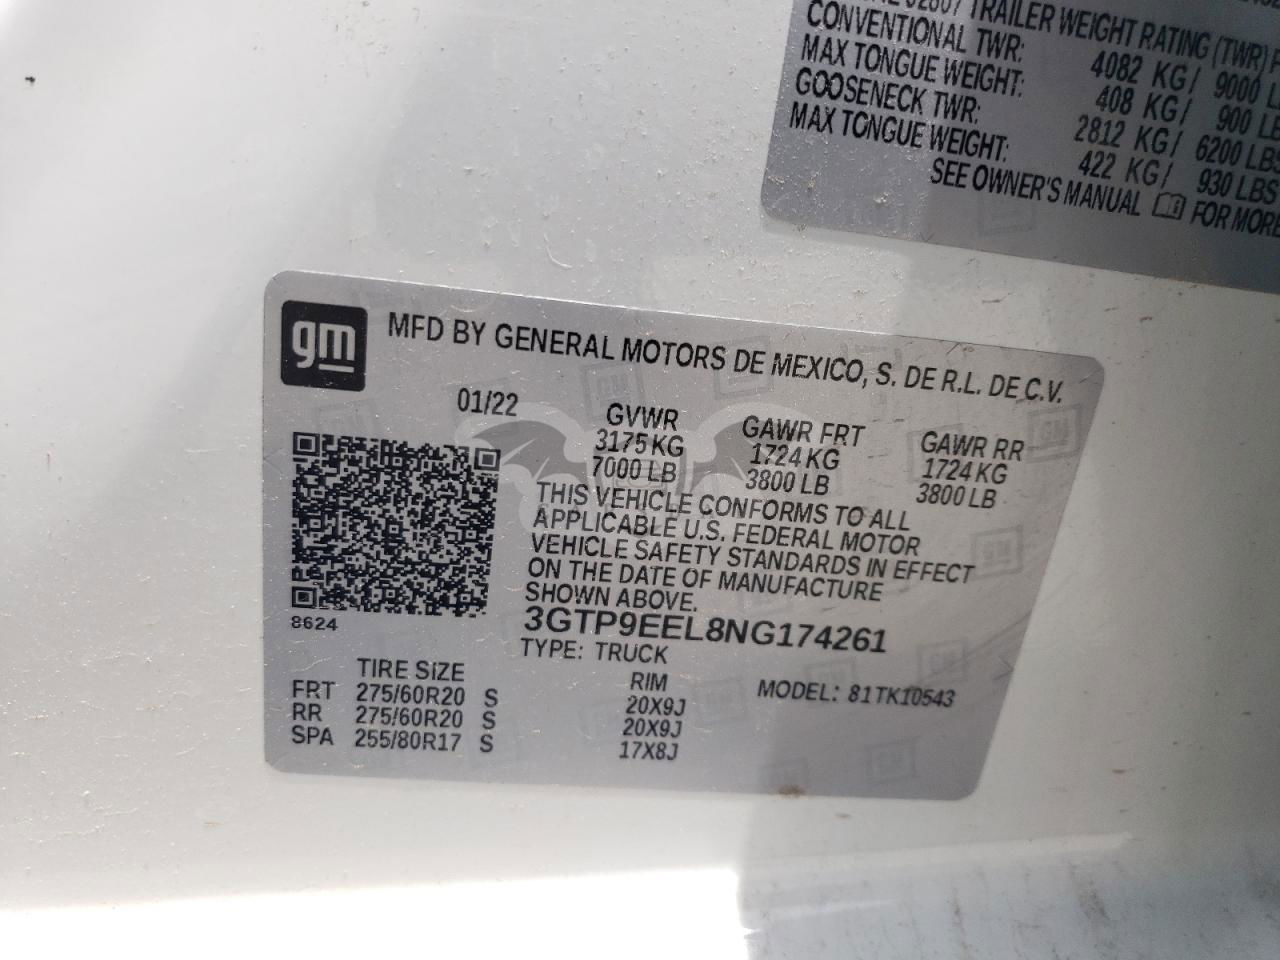 TRAILER WEIGHT RATING (TWR)
CONVENTIONAL TWR: 4082 KG/ 9000
MAX TONGUE WEIGHT: 408 KG/ 900
GOOSENECK TWR: 2812 KG/ 6200 LBS
MAX TONGUE WEIGHT: 422 KG/ 930 LBS
SEE OWNER'S MANUAL FOR MORE
gm
MFD BY GENERAL MOTORS DE MEXICO, S. DE R.L. DE C.V.
01/22
GVWR GAWR FRT GAWR RR
3175 KG 1724 KG 1724 KG
7000 LB 3800 LB 3800 LB
THIS VEHICLE CONFORMS TO ALL
APPLICABLE U.S. FEDERAL MOTOR
VEHICLE SAFETY STANDARDS IN EFFECT
ON THE DATE OF MANUFACTURE
SHOWN ABOVE.
8624
3GTP9EEL8NG174261
TYPE: TRUCK
MODEL: 81TK10543
TIRE SIZE RIM
FRT 275/60R20 S 20X9J
RR 275/60R20 S 20X9J
SPA 255/80R17 S 17X8J